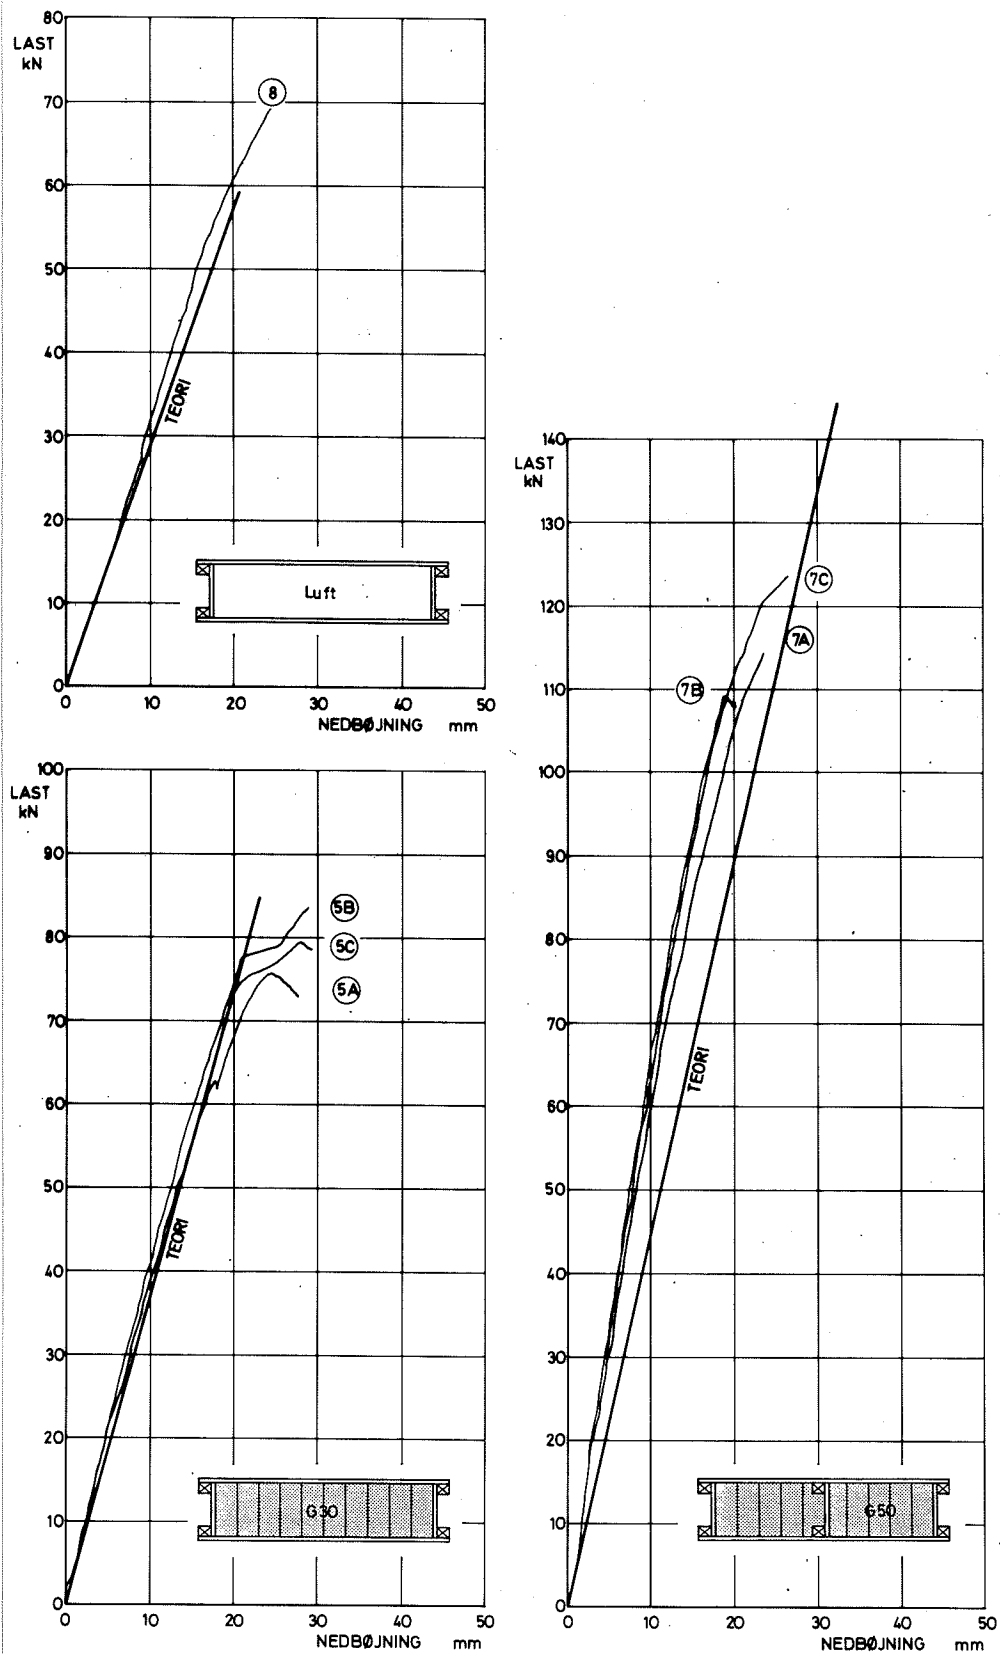 80
LAST
kN
8
70
60
50
40
TEORI
30
20
Luft
10
0
0 10 20 30 40 50
NEDBØJNING mm
100
LAST
kN
90
5B
80
5C
5A
70
60
50
TEORI
40
30
20
G30
10
0
0 10 20 30 40 50
NEDBØJNING mm
140
LAST
kN
130
7C
120
7A
7B
110
100
90
80
70
TEORI
60
50
40
30
20
G50
10
0
0 10 20 30 40 50
NEDBØJNING mm